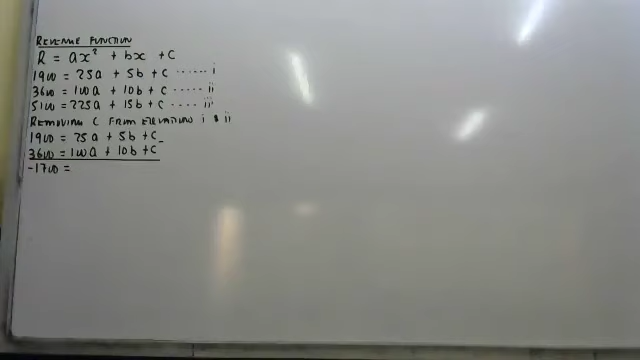 REVENUE FUNCTION
R = ax² + bx + C
1900 = 25a + 5b + C ...... i
3600 = 100a + 10b + C ..... ii
5100 = 225a + 15b + C .... iii
REMOVING C FROM EQUATION i & ii
1900 = 25a + 5b + C _
3600 = 100a + 10b + C
-1700 =